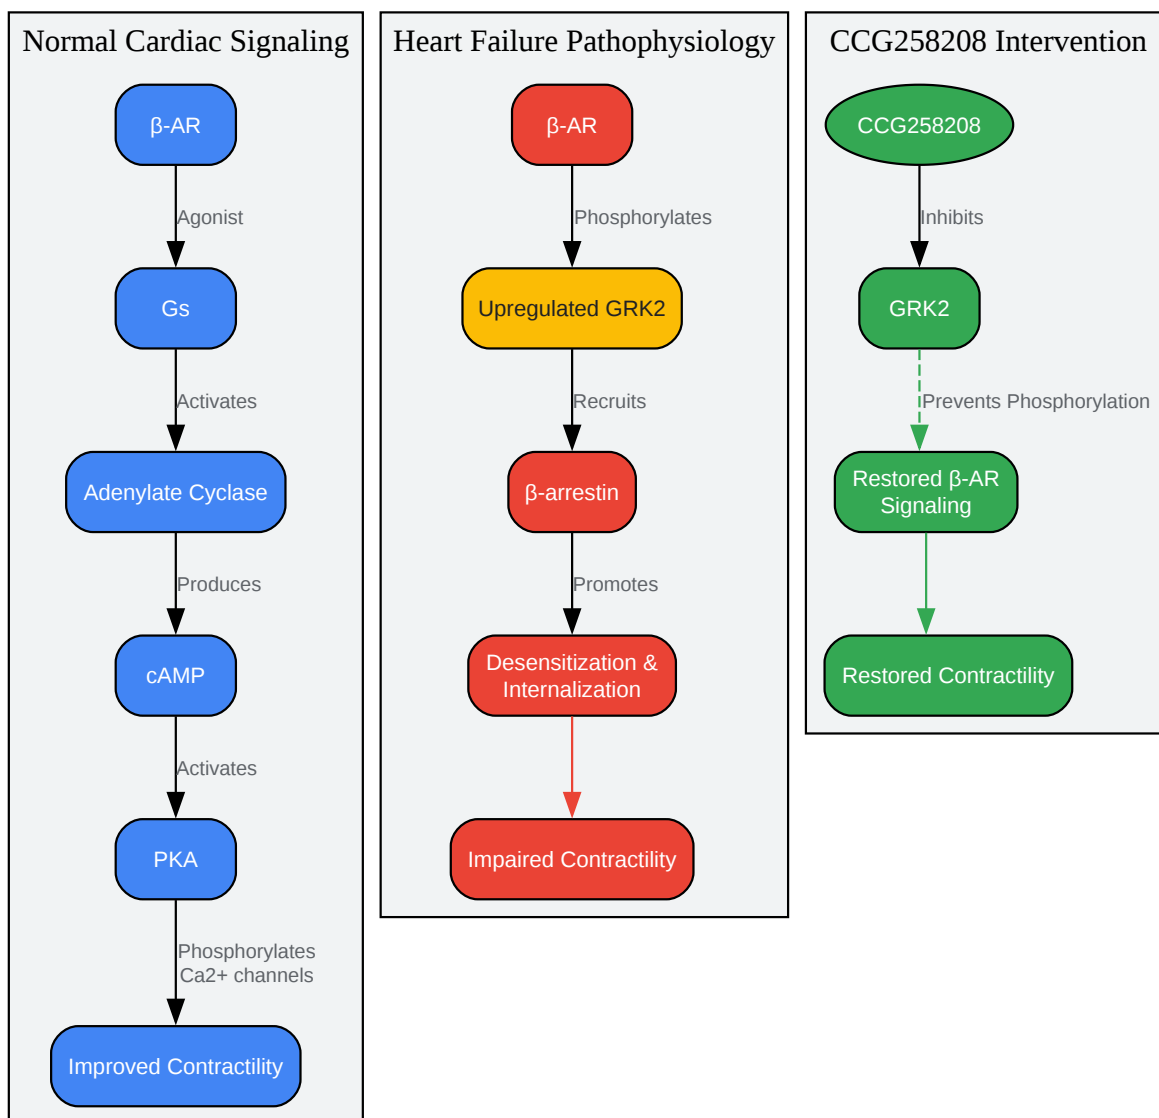 Normal Cardiac Signaling
β-AR
Agonist
Gs
Activates
Adenylate Cyclase
Produces
cAMP
Activates
PKA
Phosphorylates
Ca2+ channels
Improved Contractility
Heart Failure Pathophysiology
β-AR
Phosphorylates
Upregulated GRK2
Recruits
β-arrestin
Promotes
Desensitization &
Internalization
Impaired Contractility
CCG258208 Intervention
CCG258208
Inhibits
GRK2
Prevents Phosphorylation
Restored β-AR
Signaling
Restored Contractility